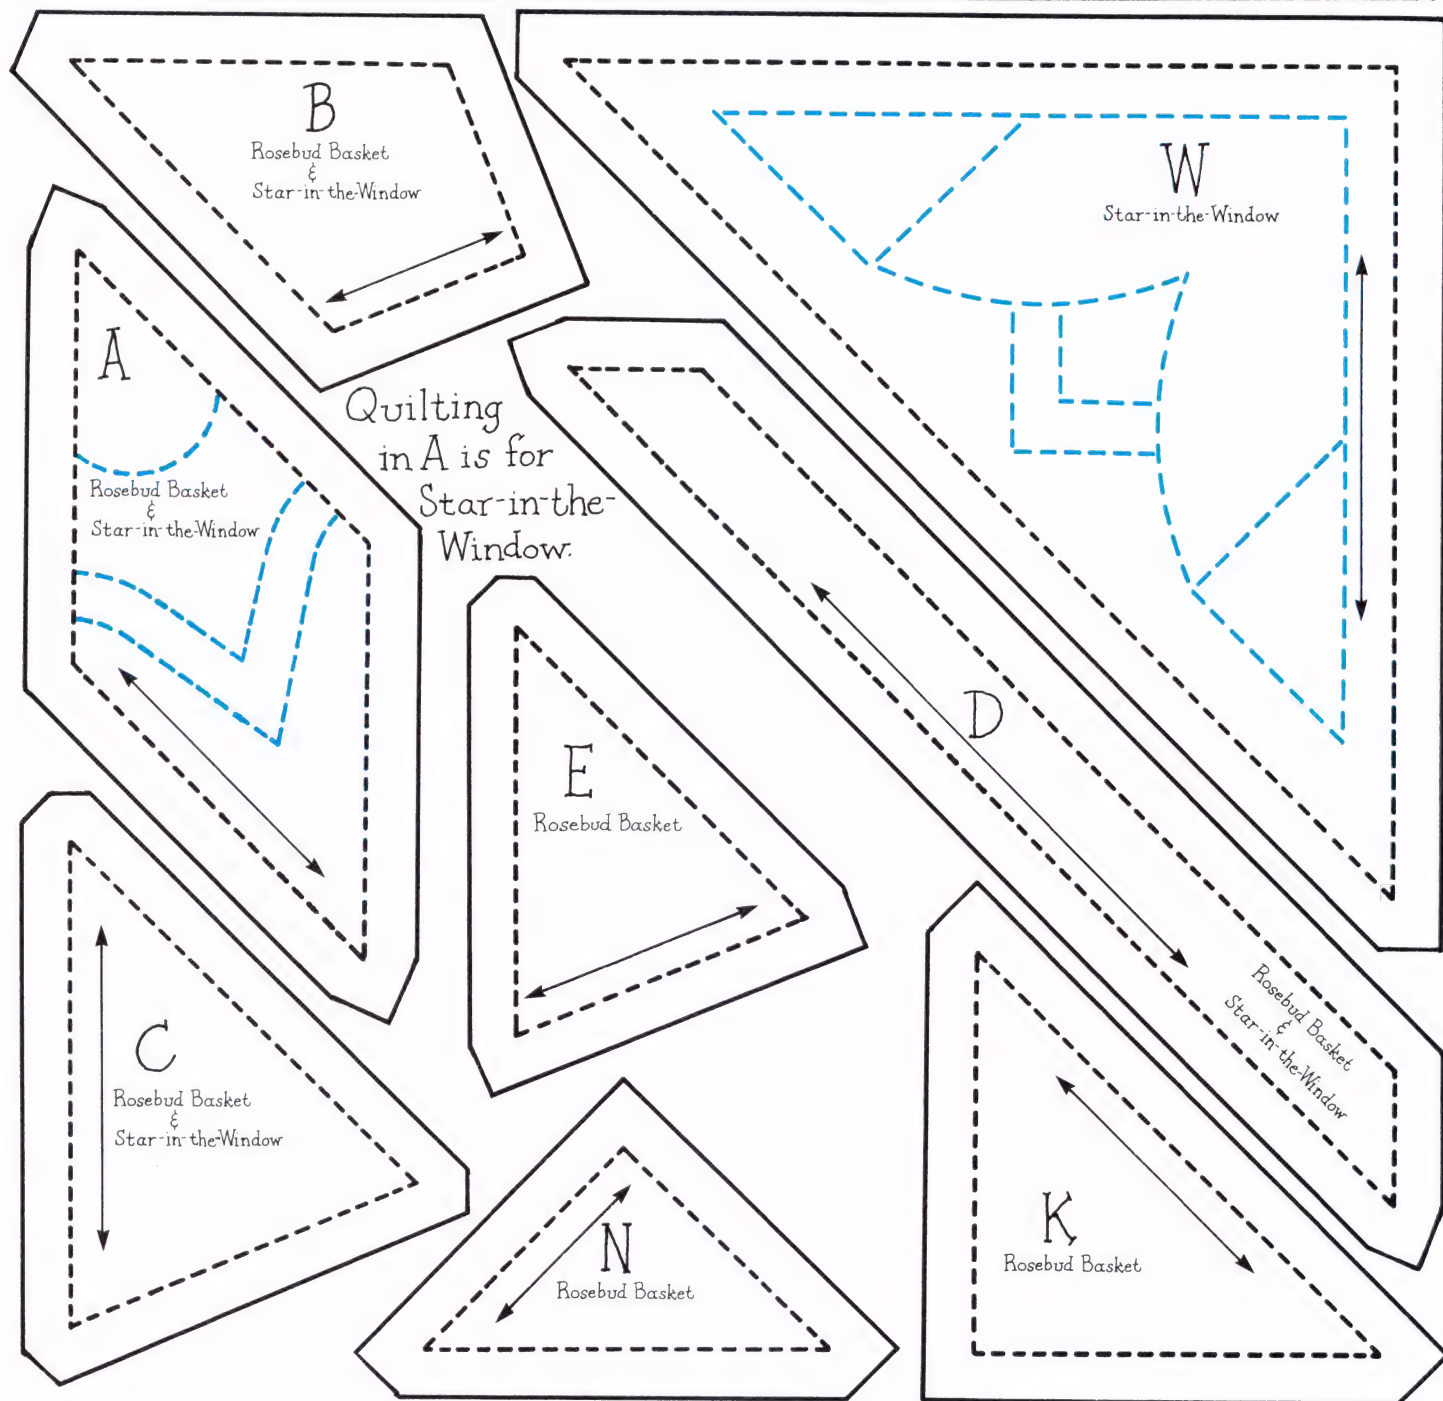 B
Rosebud Basket
&
Star-in-the-Window
W
Star-in-the-Window
A
Rosebud Basket
&
Star-in-the-Window
Quilting
in A is for
Star-in-the-
Window.
D
Rosebud Basket
&
Star-in-the-Window
E
Rosebud Basket
C
Rosebud Basket
&
Star-in-the-Window
N
Rosebud Basket
K
Rosebud Basket